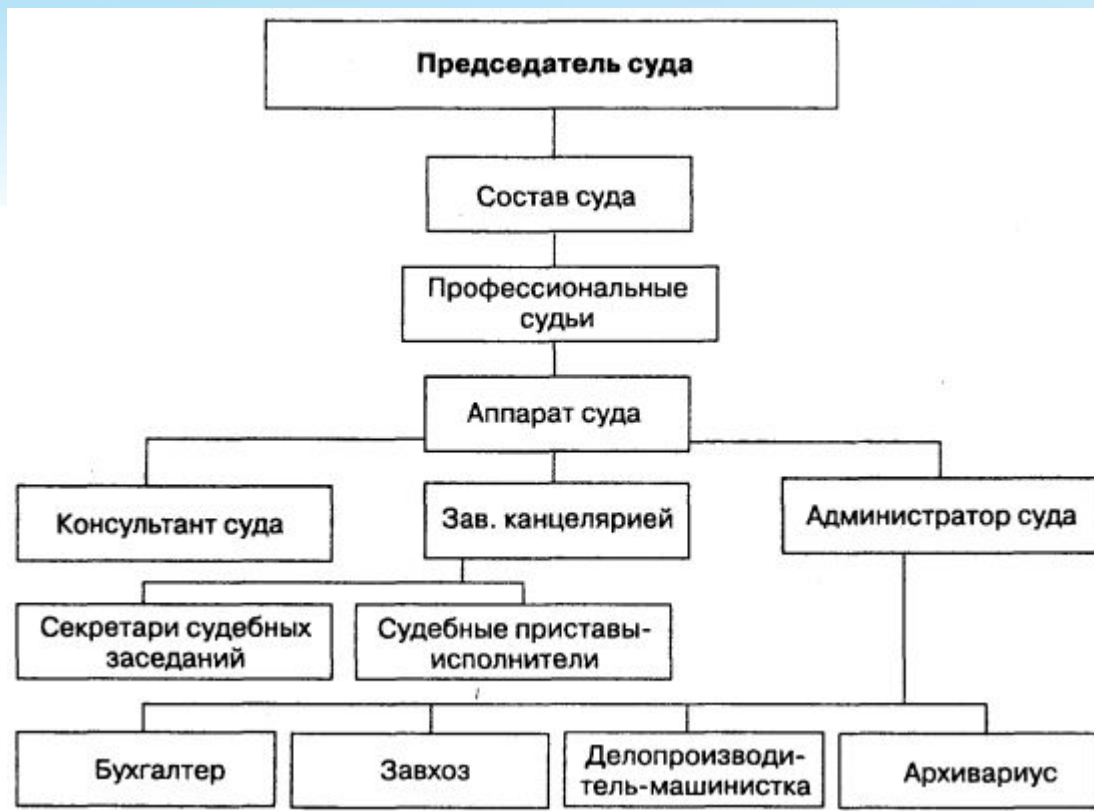 Председатель суда
Состав суда
Профессиональные
судьи
Аппарат суда
Консультант суда
Зав. канцелярией
Администратор суда
Секретари судебных
заседаний
Судебные приставы-
исполнители
Бухгалтер
Завхоз
Делопроизводи-
тель-машинистка
Архивариус